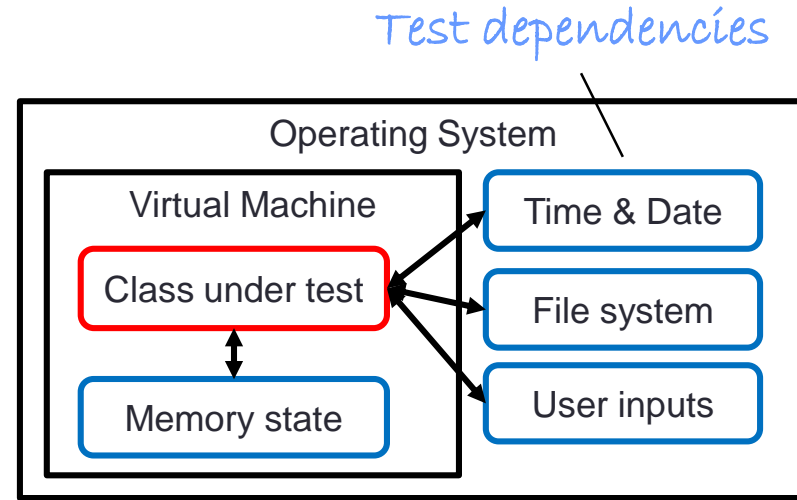 Test dependencies
Operating System
Virtual Machine
Time & Date
Class under test
File system
User inputs
Memory state